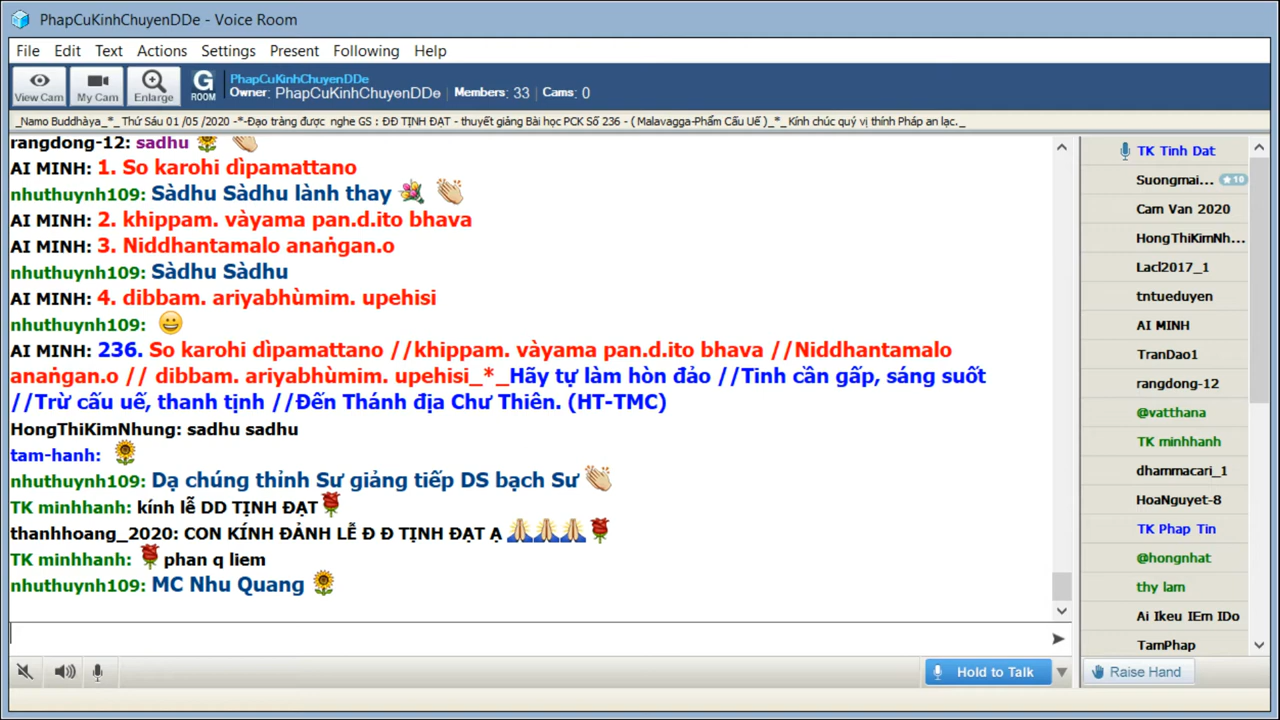 PhapCuKinhChuyenDDe - Voice Room
File Edit Text Actions Settings Present Following Help
View Cam My Cam Enlarge G ROOM PhapCuKinhChuyenDDe
Owner: PhapCuKinhChuyenDDe Members: 33 Cams: 0
_Namo Buddhàya_*_ Thứ Sáu 01 /05 /2020 -*-Đạo tràng được nghe GS : ĐĐ TỊNH ĐẠT - thuyết giảng Bài học PCK Số 236 - ( Malavagga-Phẩm Cấu Uế )_*_ Kính chúc quý vị thính Pháp an lạc._
rangdong-12: sadhu
AI MINH: 1. So karohi dìpamattano
nhuthuynh109: Sàdhu Sàdhu lành thay
AI MINH: 2. khippam. vàyama pan.d.ito bhava
AI MINH: 3. Niddhantamalo anaṅgan.o
nhuthuynh109: Sàdhu Sàdhu
AI MINH: 4. dibbam. ariyabhùmim. upehisi
nhuthuynh109: 😀
AI MINH: 236. So karohi dìpamattano //khippam. vàyama pan.d.ito bhava //Niddhantamalo
anaṅgan.o // dibbam. ariyabhùmim. upehisi_*_Hãy tự làm hòn đảo //Tinh cần gấp, sáng suốt
//Trừ cấu uế, thanh tịnh //Đến Thánh địa Chư Thiên. (HT-TMC)
HongThiKimNhung: sadhu sadhu
tam-hanh: 🌻
nhuthuynh109: Dạ chúng thỉnh Sư giảng tiếp DS bạch Sư 👏
TK minhhanh: kính lễ DD TỊNH ĐẠT🌹
thanhhoang_2020: CON KÍNH ĐẢNH LỄ Đ Đ TỊNH ĐẠT Ạ 🙏🙏🙏🌹
TK minhhanh: 🌹phan q liem
nhuthuynh109: MC Nhu Quang 🌻
TK Tinh Dat
Suongmai... ★10
Cam Van 2020
HongThiKimNh...
Lacl2017_1
tntueduyen
AI MINH
TranDao1
rangdong-12
@vatthana
TK minhhanh
dhammacari_1
HoaNguyet-8
TK Phap Tin
@hongnhat
thy lam
Ai Ikeu IEm IDo
TamPhap
Hold to Talk
Raise Hand